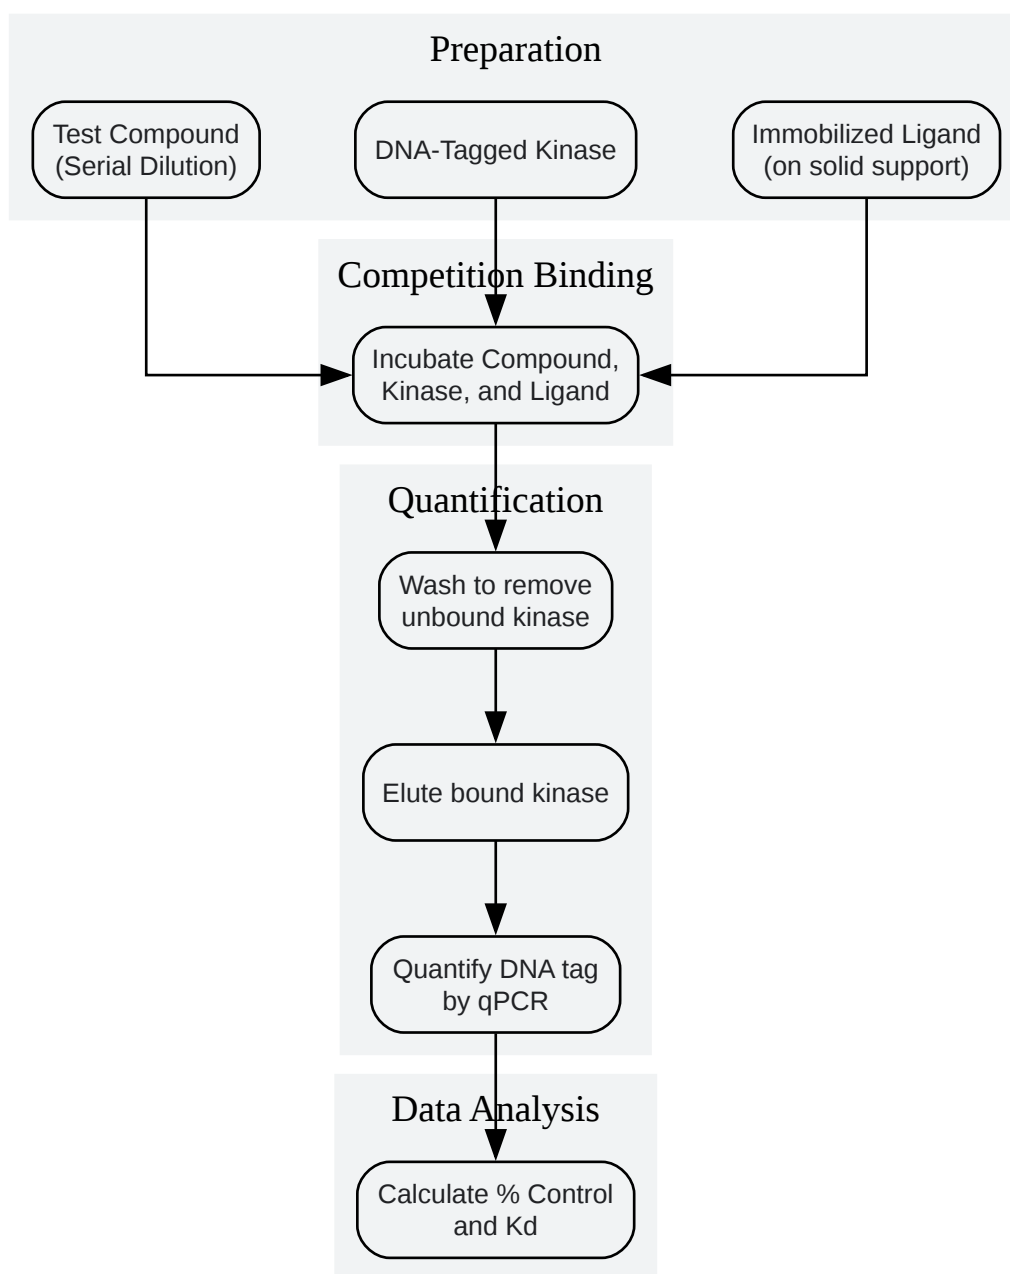 Preparation
Test Compound
(Serial Dilution)
DNA-Tagged Kinase
Immobilized Ligand
(on solid support)
Competition Binding
Incubate Compound,
Kinase, and Ligand
Quantification
Wash to remove
unbound kinase
Elute bound kinase
Quantify DNA tag
by qPCR
Data Analysis
Calculate % Control
and Kd